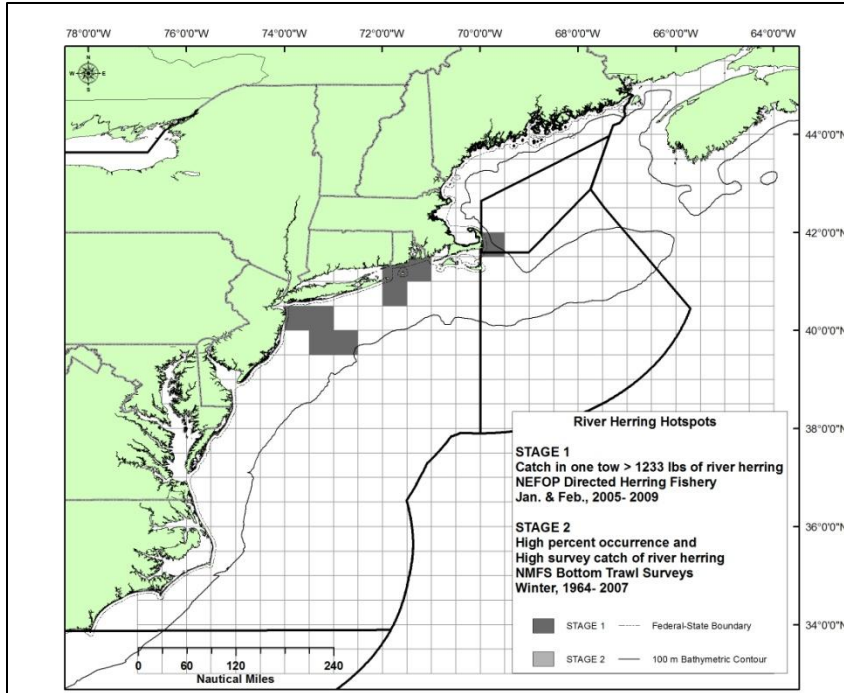 78°0'0"W 76°0'0"W 74°0'0"W 72°0'0"W 70°0'0"W 68°0'0"W 66°0'0"W 64°0'0"W
N
W E
S
44°0'0"N
42°0'0"N
40°0'0"N
38°0'0"N
36°0'0"N
34°0'0"N
River Herring Hotspots
STAGE 1
Catch in one tow > 1233 lbs of river herring
NEFOP Directed Herring Fishery
Jan. & Feb., 2005- 2009
STAGE 2
High percent occurrence and
High survey catch of river herring
NMFS Bottom Trawl Surveys
Winter, 1964- 2007
STAGE 1 Federal-State Boundary
STAGE 2 100 m Bathymetric Contour
0 60 120 240
Nautical Miles